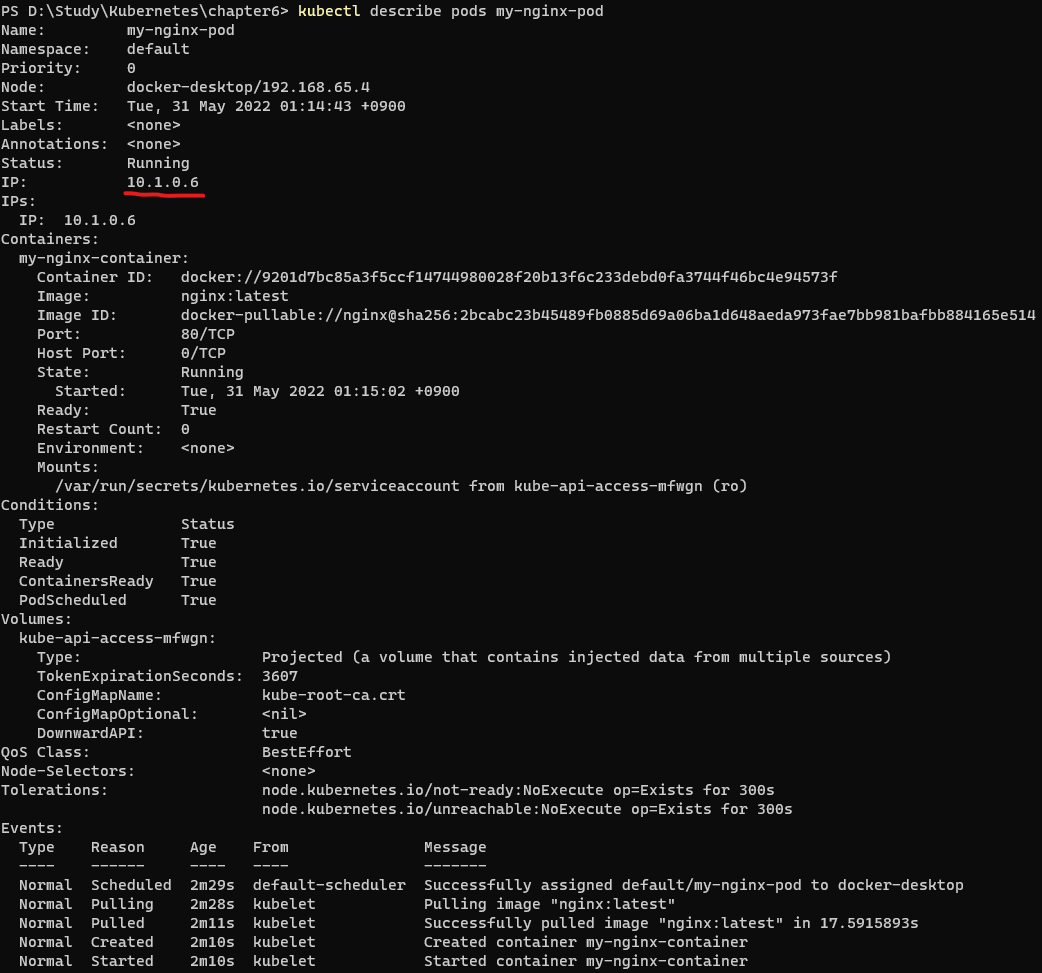 PS D:\Study\Kubernetes\chapter6> kubectl describe pods my-nginx-pod
Name:         my-nginx-pod
Namespace:    default
Priority:     0
Node:         docker-desktop/192.168.65.4
Start Time:   Tue, 31 May 2022 01:14:43 +0900
Labels:       <none>
Annotations:  <none>
Status:       Running
IP:           10.1.0.6
IPs:
  IP:  10.1.0.6
Containers:
  my-nginx-container:
    Container ID:   docker://9201d7bc85a3f5ccf14744980028f20b13f6c233debd0fa3744f46bc4e94573f
    Image:          nginx:latest
    Image ID:       docker-pullable://nginx@sha256:2bcabc23b45489fb0885d69a06ba1d648aeda973fae7bb981bafbb884165e514
    Port:           80/TCP
    Host Port:      0/TCP
    State:          Running
      Started:      Tue, 31 May 2022 01:15:02 +0900
    Ready:          True
    Restart Count:  0
    Environment:    <none>
    Mounts:
      /var/run/secrets/kubernetes.io/serviceaccount from kube-api-access-mfwgn (ro)
Conditions:
  Type              Status
  Initialized       True
  Ready             True
  ContainersReady   True
  PodScheduled      True
Volumes:
  kube-api-access-mfwgn:
    Type:                    Projected (a volume that contains injected data from multiple sources)
    TokenExpirationSeconds:  3607
    ConfigMapName:           kube-root-ca.crt
    ConfigMapOptional:       <nil>
    DownwardAPI:             true
QoS Class:                   BestEffort
Node-Selectors:              <none>
Tolerations:                 node.kubernetes.io/not-ready:NoExecute op=Exists for 300s
                             node.kubernetes.io/unreachable:NoExecute op=Exists for 300s
Events:
  Type    Reason     Age    From               Message
  ----    ------     ----   ----               -------
  Normal  Scheduled  2m29s  default-scheduler  Successfully assigned default/my-nginx-pod to docker-desktop
  Normal  Pulling    2m28s  kubelet            Pulling image "nginx:latest"
  Normal  Pulled     2m11s  kubelet            Successfully pulled image "nginx:latest" in 17.5915893s
  Normal  Created    2m10s  kubelet            Created container my-nginx-container
  Normal  Started    2m10s  kubelet            Started container my-nginx-container